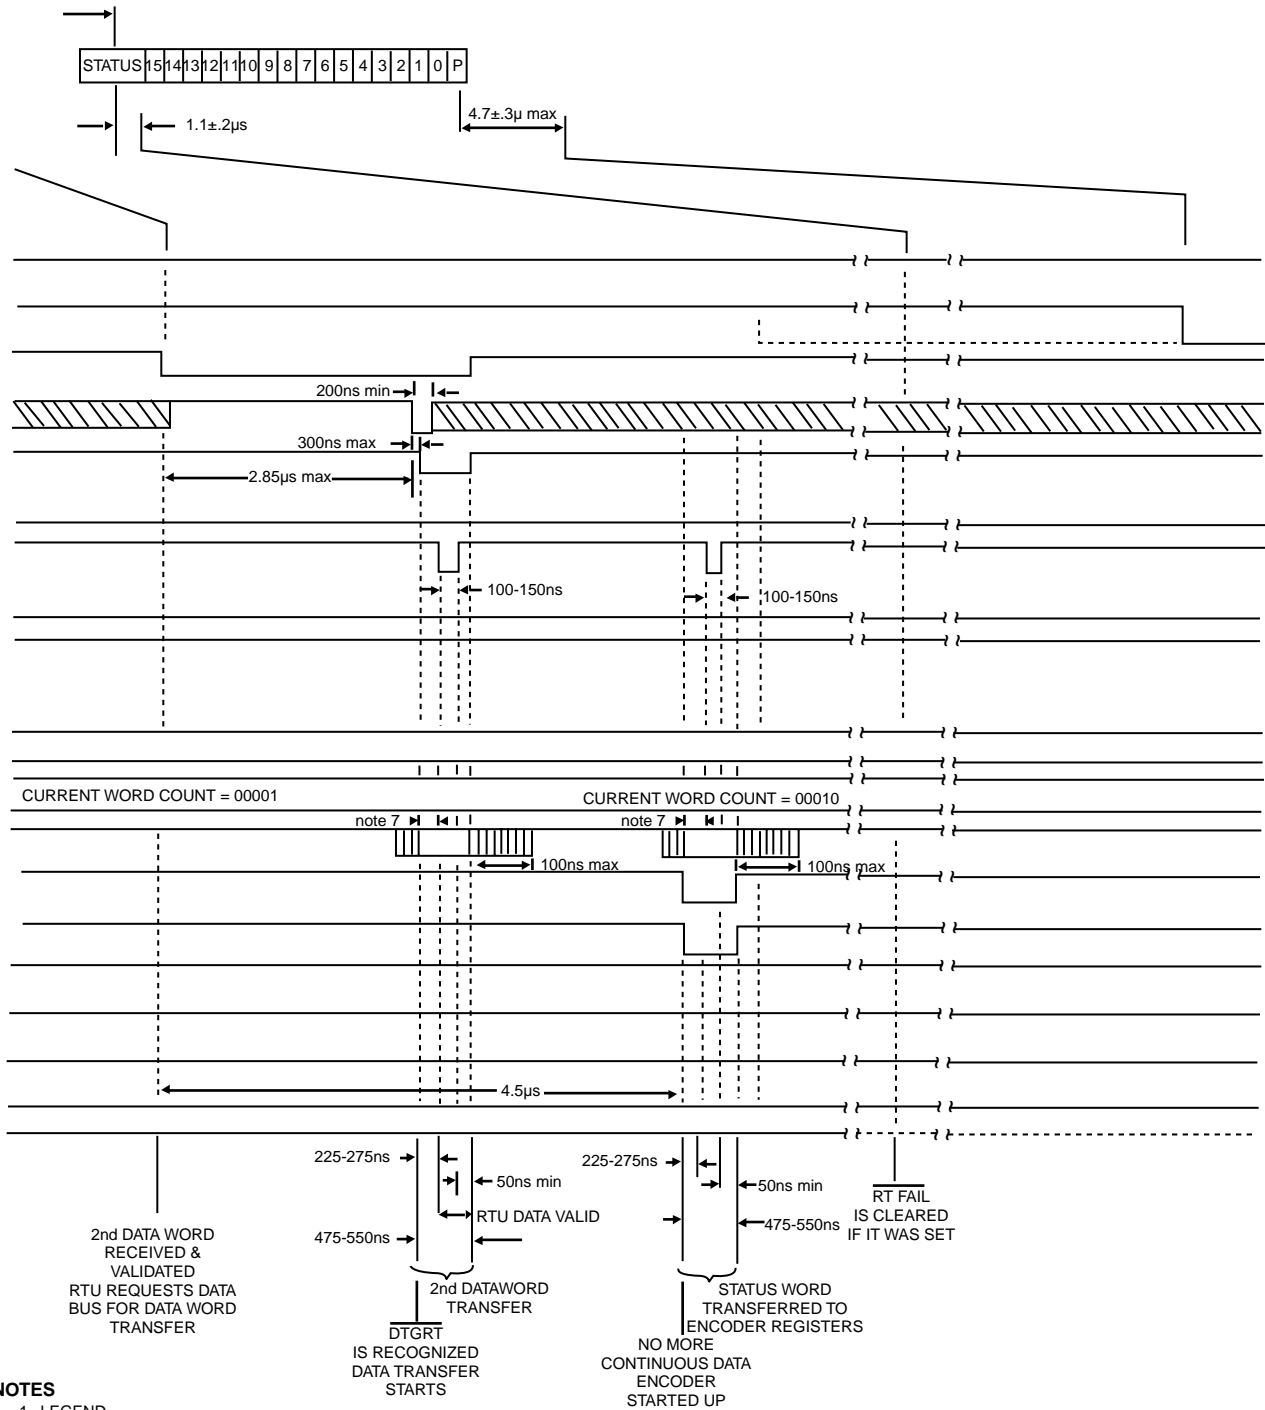 STATUS 15 14 13 12 11 10 9 8 7 6 5 4 3 2 1 0 P
1.1±.2µs
4.7±.3µ max
200ns min
300ns max
2.85µs max
100-150ns
100-150ns
CURRENT WORD COUNT = 00001
CURRENT WORD COUNT = 00010
note 7
note 7
100ns max
100ns max
4.5µs
225-275ns
50ns min
RTU DATA VALID
475-550ns
225-275ns
50ns min
475-550ns
2nd DATA WORD
RECEIVED &
VALIDATED
RTU REQUESTS DATA
BUS FOR DATA WORD
TRANSFER
2nd DATAWORD
TRANSFER
DTGRT
IS RECOGNIZED
DATA TRANSFER
STARTS
STATUS WORD
TRANSFERRED TO
ENCODER REGISTERS
NO MORE
CONTINUOUS DATA
ENCODER
STARTED UP
RT FAIL
IS CLEARED
IF IT WAS SET
NOTES
1. LEGEND